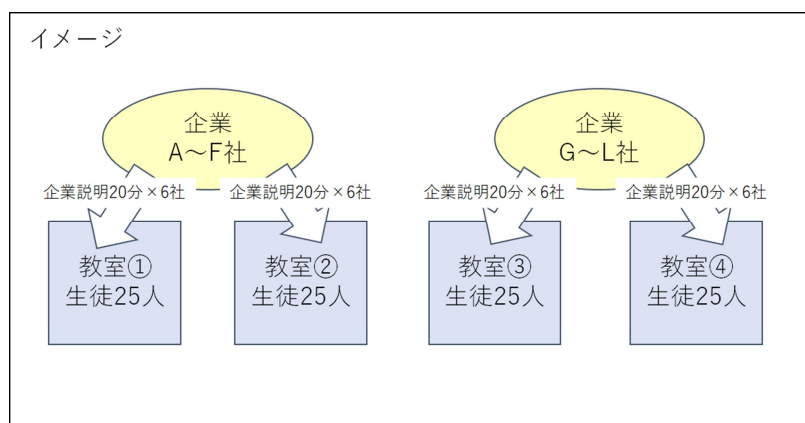 イメージ
企業
A～F社
企業
G～L社
企業説明20分×6社
企業説明20分×6社
企業説明20分×6社
企業説明20分×6社
教室①
生徒25人
教室②
生徒25人
教室③
生徒25人
教室④
生徒25人